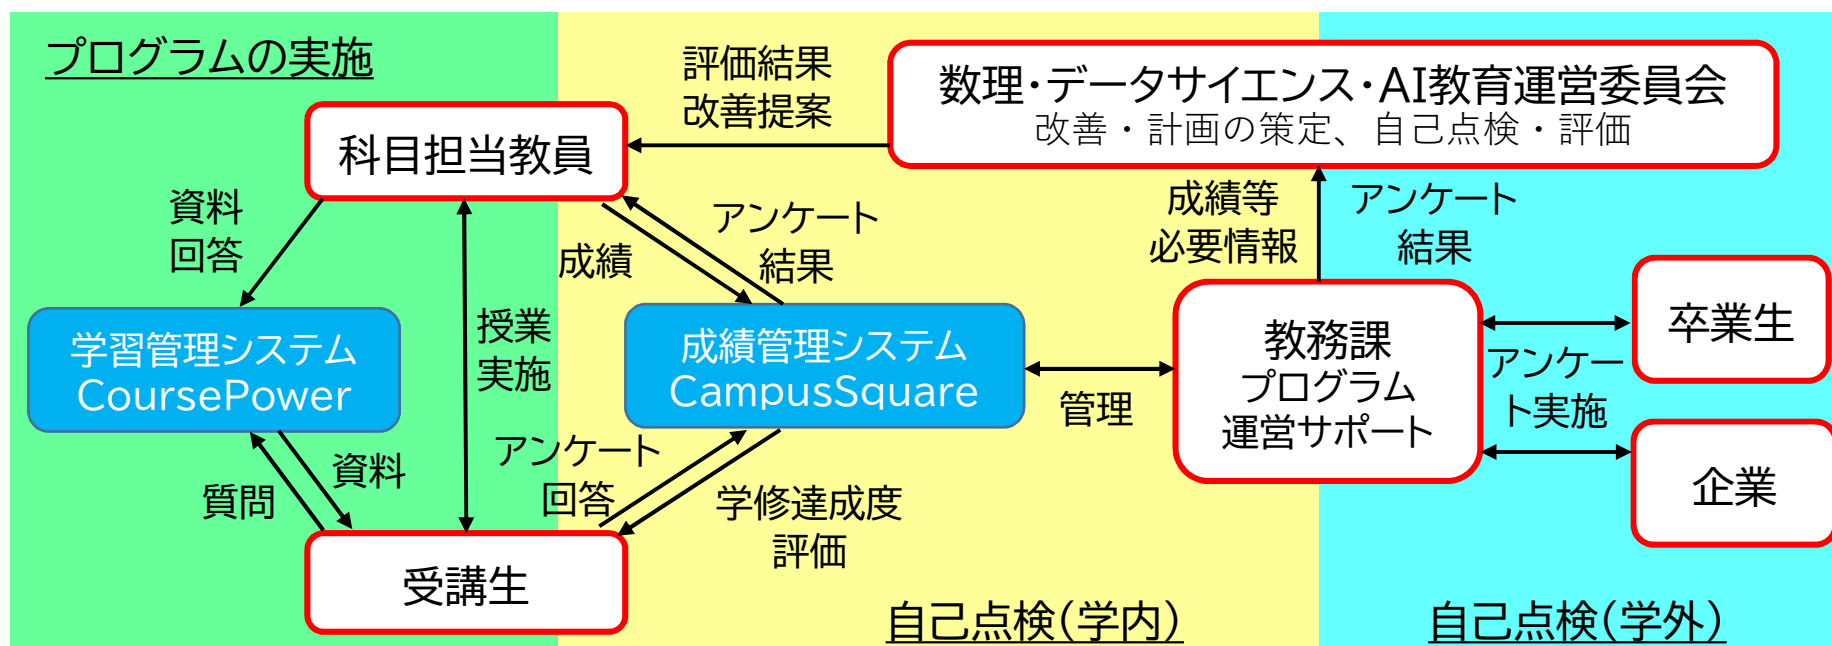 プログラムの実施
評価結果
改善提案
数理・データサイエンス・AI教育運営委員会
改善・計画の策定、自己点検・評価
科目担当教員
資料
回答
成績
アンケート
結果
成績等
必要情報
アンケート
結果
学習管理システム
CoursePower
授業
実施
成績管理システム
CampusSquare
管理
教務課
プログラム
運営サポート
卒業生
アンケー
ト実施
企業
質問
資料
アンケート
回答
学修達成度
評価
受講生
自己点検(学内)
自己点検(学外)